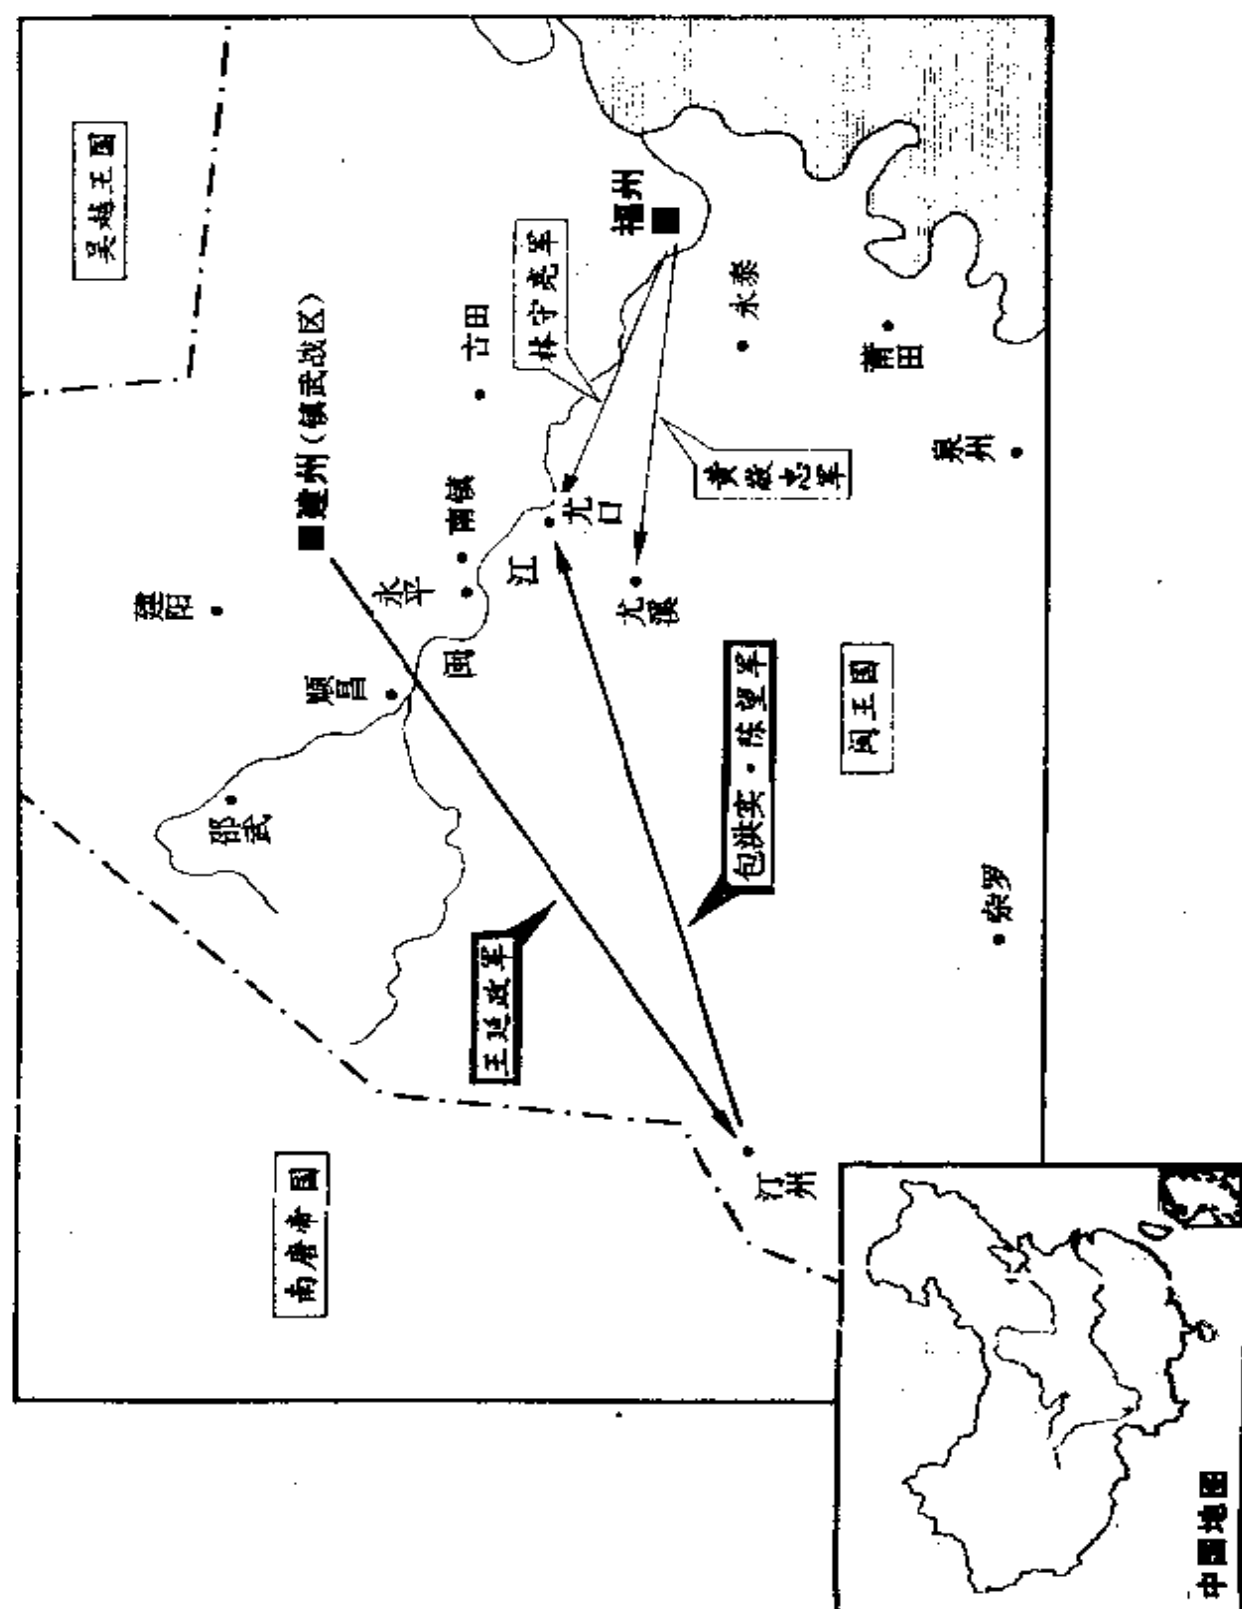 吴越王国
福州
林守亮军
永泰
古田
建州（镇武战区）
莆田
泉州
黄敬忠军
南镇
尤口
永平
江
尤溪
建阳
闽
顺昌
包洪实·陈望军
闽王国
邵武
王延政军
杂罗
汀州
南唐帝国
中国地图